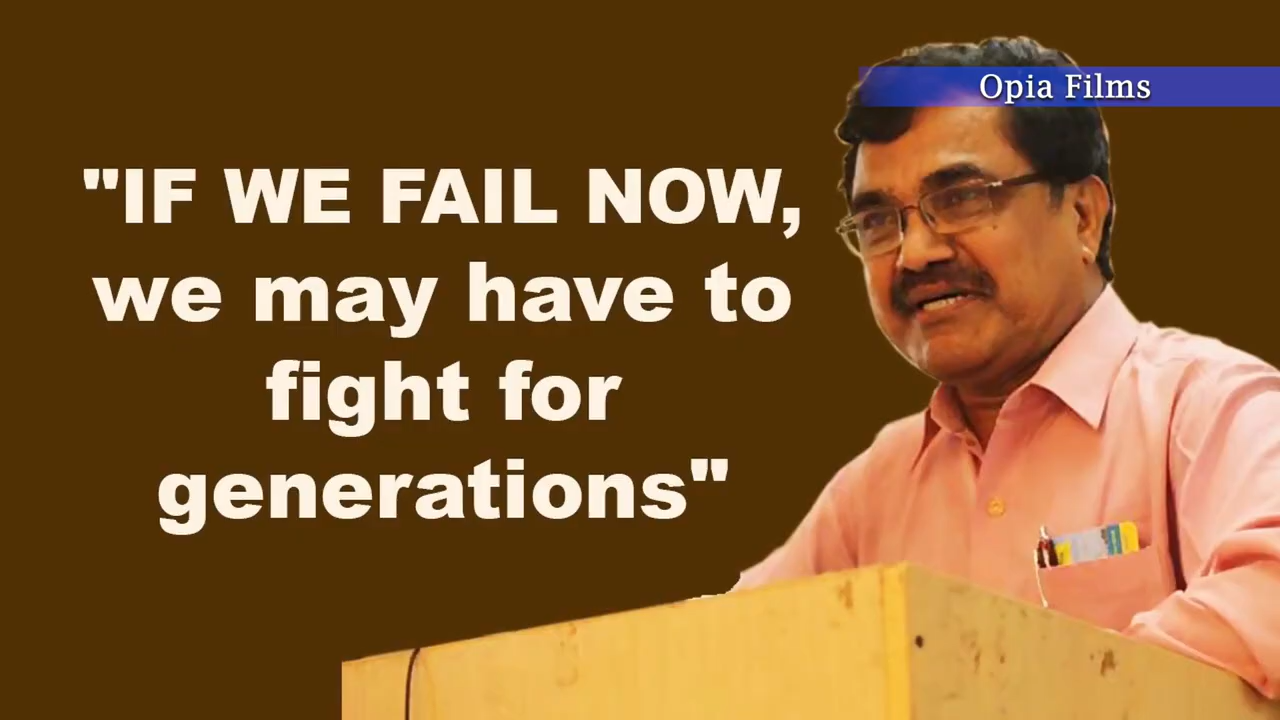 Opia Films
"IF WE FAIL NOW,
we may have to
fight for
generations"